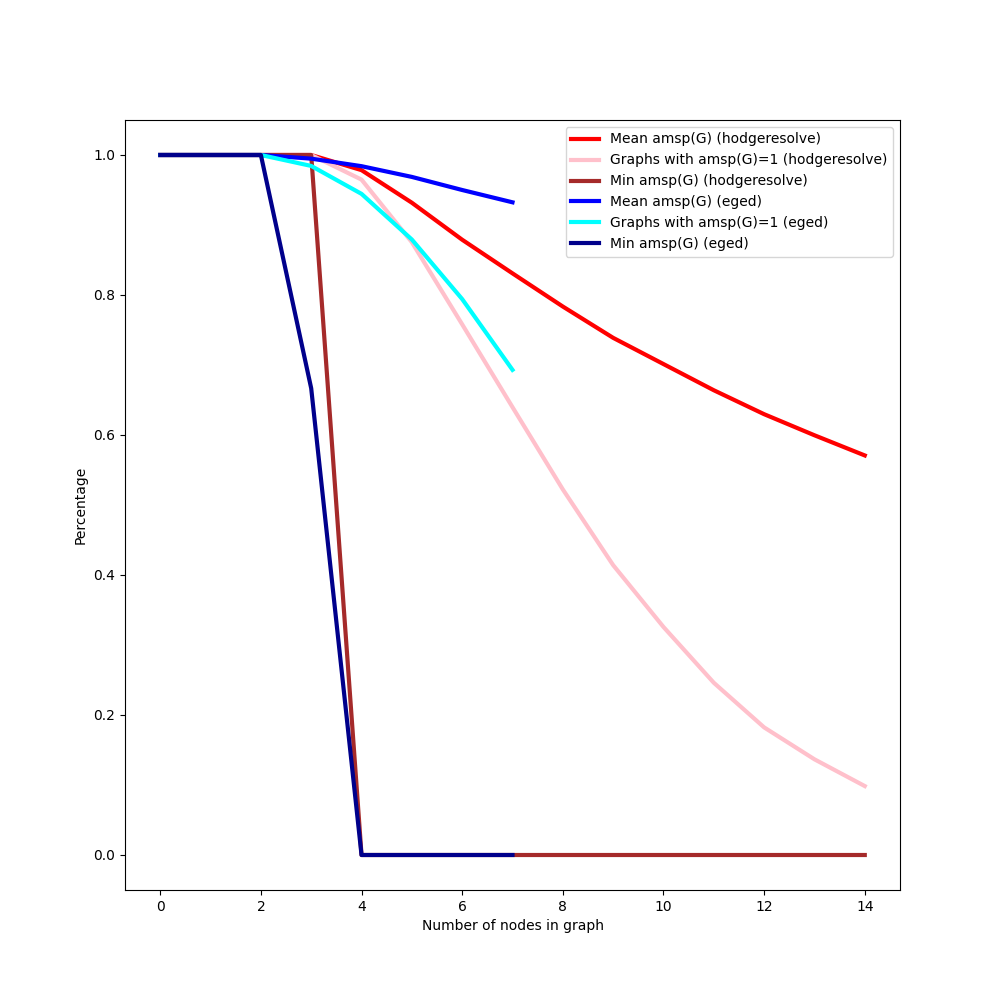 Mean amsp(G) (hodgeresolve)
Graphs with amsp(G)=1 (hodgeresolve)
Min amsp(G) (hodgeresolve)
Mean amsp(G) (eged)
Graphs with amsp(G)=1 (eged)
Min amsp(G) (eged)
1.0
0.8
0.6
0.4
0.2
0.0
Percentage
0 2 4 6 8 10 12 14
Number of nodes in graph